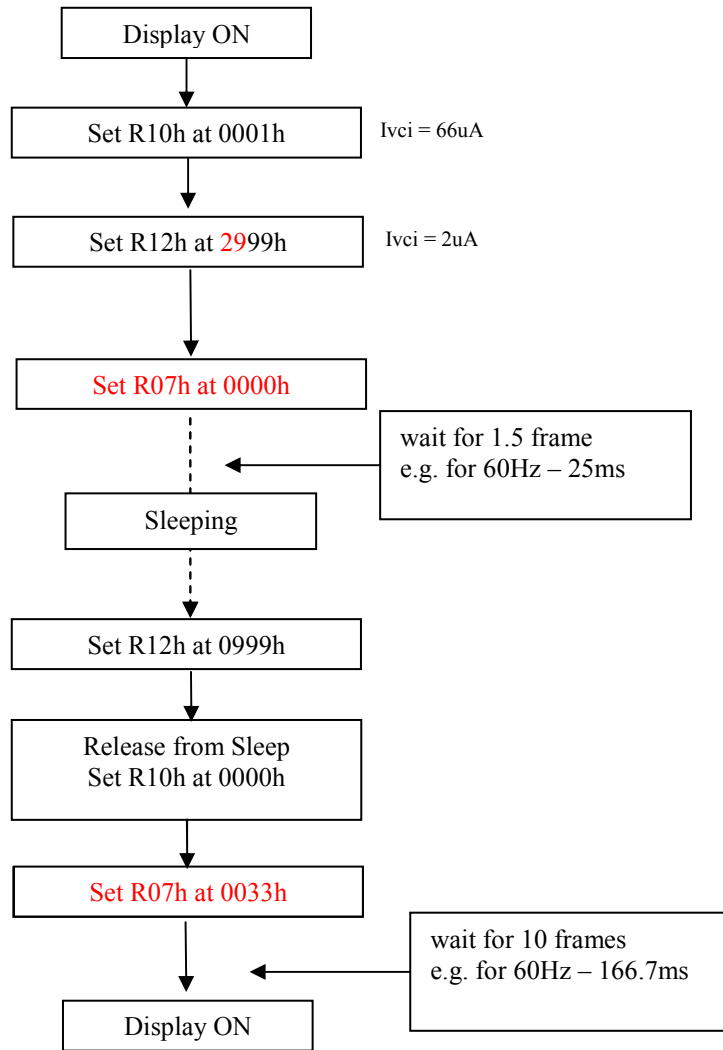 Display ON
Set R10h at 0001h
Ivci = 66uA
Set R12h at 2999h
Ivci = 2uA
Set R07h at 0000h
wait for 1.5 frame
e.g. for 60Hz – 25ms
Sleeping
Set R12h at 0999h
Release from Sleep
Set R10h at 0000h
Set R07h at 0033h
wait for 10 frames
e.g. for 60Hz – 166.7ms
Display ON